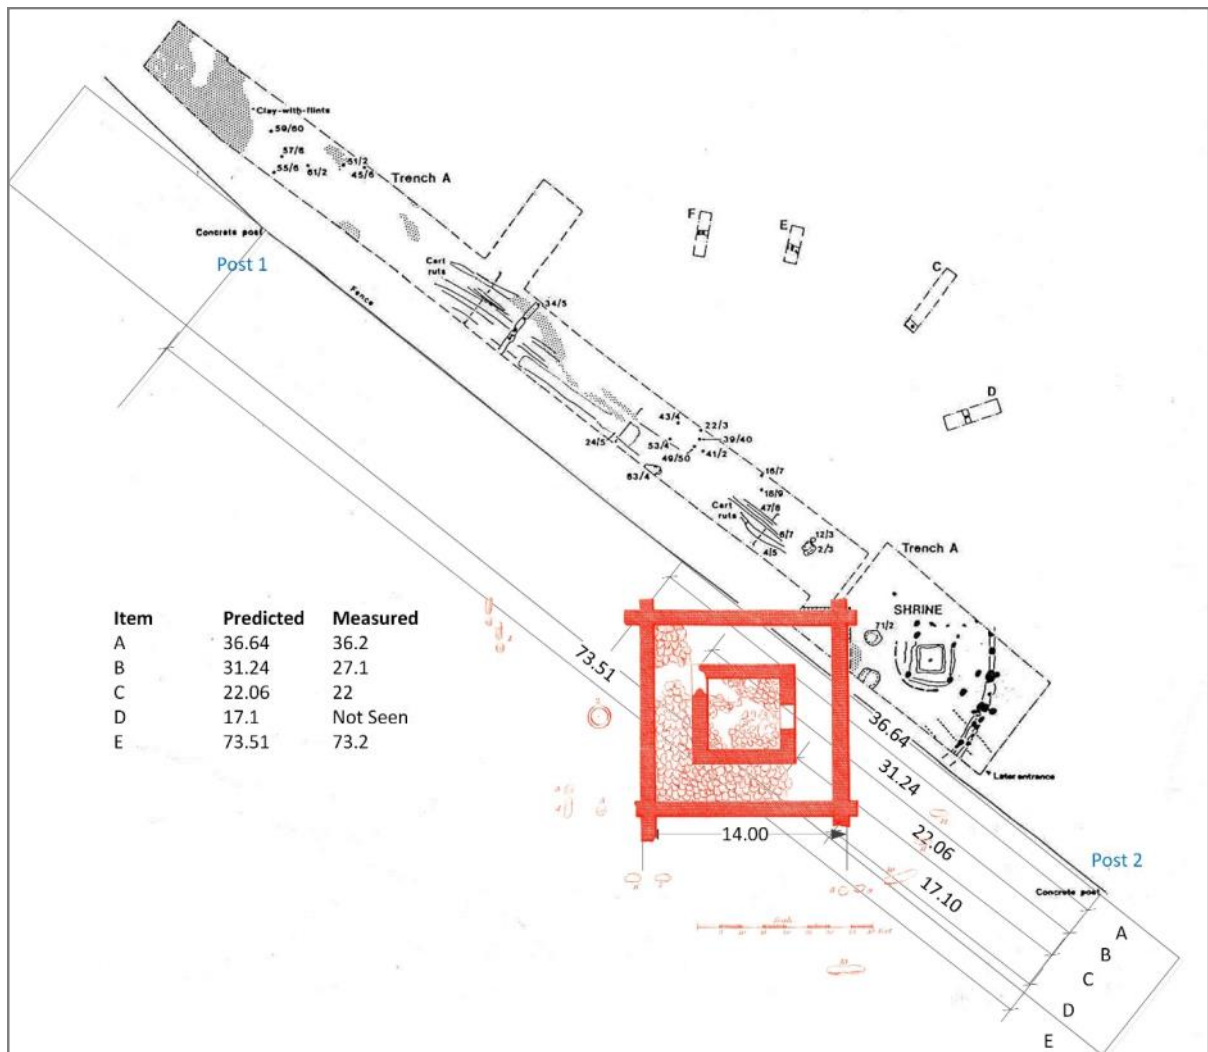 Clay-with-flints
59/60
57/8
51/2
55/6
61/2
45/6
Trench A
F
E
C
Concrete post
Post 1
Cart
ruts
Fence
34/5
D
43/4
22/3
24/5
53/4
39/40
49/50
41/2
63/4
16/7
18/9
47/8
Cart
ruts
6/7
12/3
4/5
2/3
Trench A
SHRINE
71/2
Item Predicted Measured
A 36.64 36.2
B 31.24 27.1
C 22.06 22
D 17.1 Not Seen
E 73.51 73.2
73.51
36.64
31.24
Later entrance
14.00
22.06
17.10
Post 2
Concrete post
A
B
C
D
E